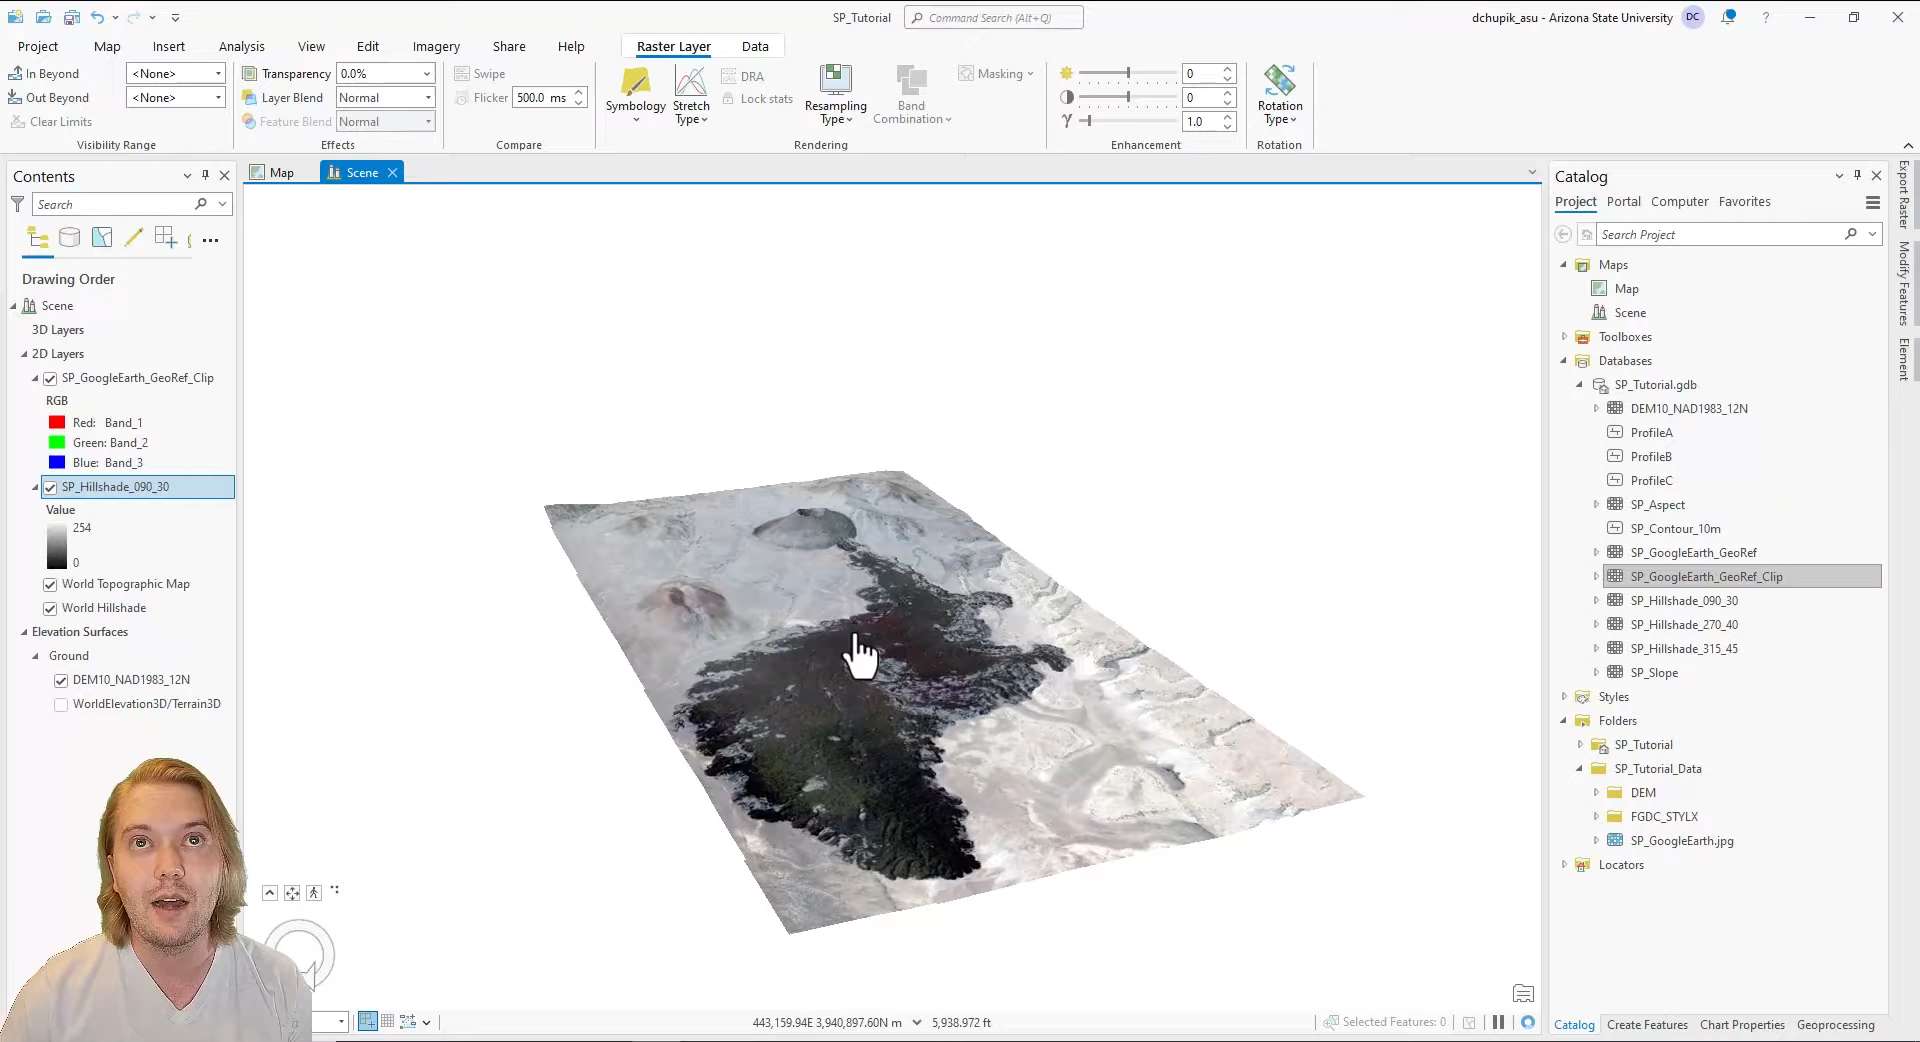 SP_Tutorial
Command Search (Alt+Q)
dchupik_asu - Arizona State University
DC
?
Project
Map
Insert
Analysis
View
Edit
Imagery
Share
Help
Raster Layer
Data
In Beyond
<None>
Out Beyond
<None>
Clear Limits
Visibility Range
Transparency
0.0%
Layer Blend
Normal
Feature Blend
Normal
Effects
Swipe
Flicker
500.0 ms
Compare
Symbology
Stretch
Type
DRA
Lock stats
Resampling
Type
Band
Combination
Masking
Rendering
0
0
γ
1.0
Enhancement
Rotation
Type
Rotation
Contents
Search
Drawing Order
Scene
3D Layers
2D Layers
SP_GoogleEarth_GeoRef_Clip
RGB
Red: Band_1
Green: Band_2
Blue: Band_3
SP_Hillshade_090_30
Value
254
0
World Topographic Map
World Hillshade
Elevation Surfaces
Ground
DEM10_NAD1983_12N
WorldElevation3D/Terrain3D
Map
Scene
443,159.94E 3,940,897.60N m
5,938.972 ft
Selected Features: 0
Catalog
Project
Portal
Computer
Favorites
Search Project
Maps
Map
Scene
Toolboxes
Databases
SP_Tutorial.gdb
DEM10_NAD1983_12N
ProfileA
ProfileB
ProfileC
SP_Aspect
SP_Contour_10m
SP_GoogleEarth_GeoRef
SP_GoogleEarth_GeoRef_Clip
SP_Hillshade_090_30
SP_Hillshade_270_40
SP_Hillshade_315_45
SP_Slope
Styles
Folders
SP_Tutorial
SP_Tutorial_Data
DEM
FGDC_STYLX
SP_GoogleEarth.jpg
Locators
Catalog
Create Features
Chart Properties
Geoprocessing
Export Raster
Modify Features
Element